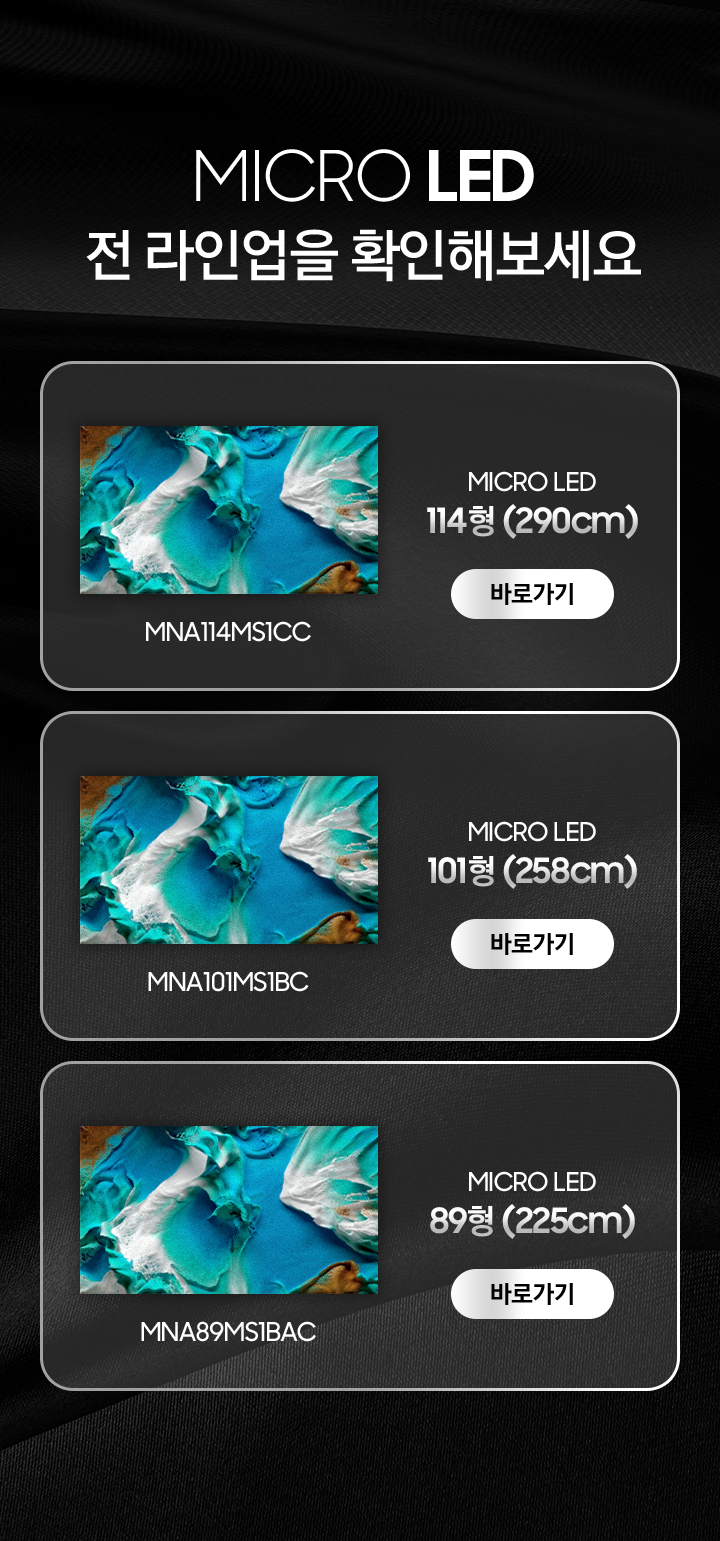 MICRO LED
전 라인업을 확인해보세요
MICRO LED
114형 (290cm)
바로가기
MNA114MS1CC
MICRO LED
101형 (258cm)
바로가기
MNA101MS1BC
MICRO LED
89형 (225cm)
바로가기
MNA89MS1BAC